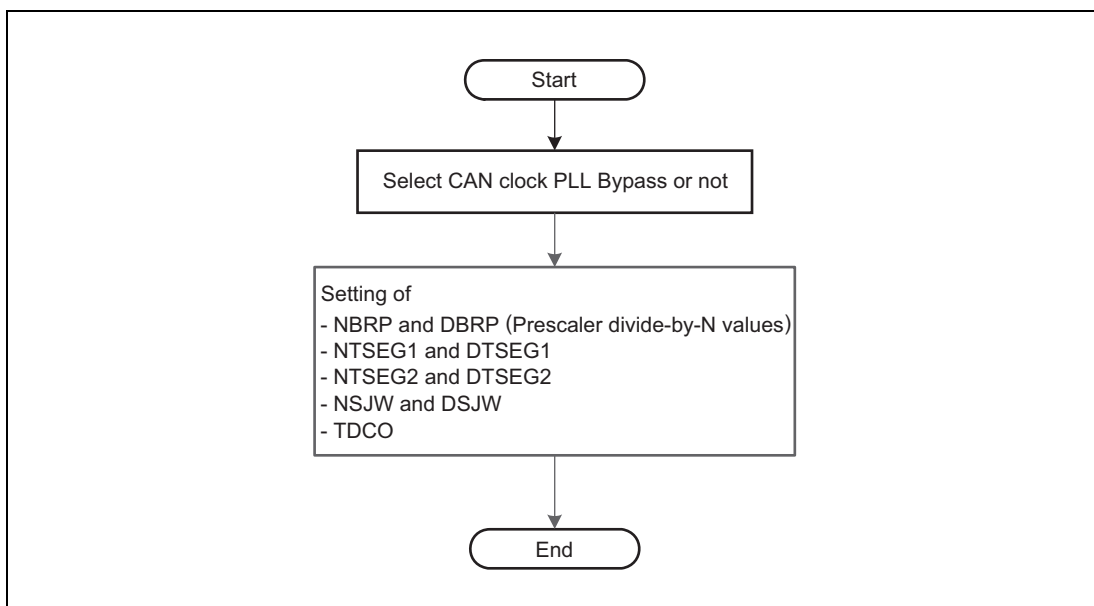 Start
Select CAN clock PLL Bypass or not
Setting of
- NBRP and DBRP (Prescaler divide-by-N values)
- NTSEG1 and DTSEG1
- NTSEG2 and DTSEG2
- NSJW and DSJW
- TDCO
End